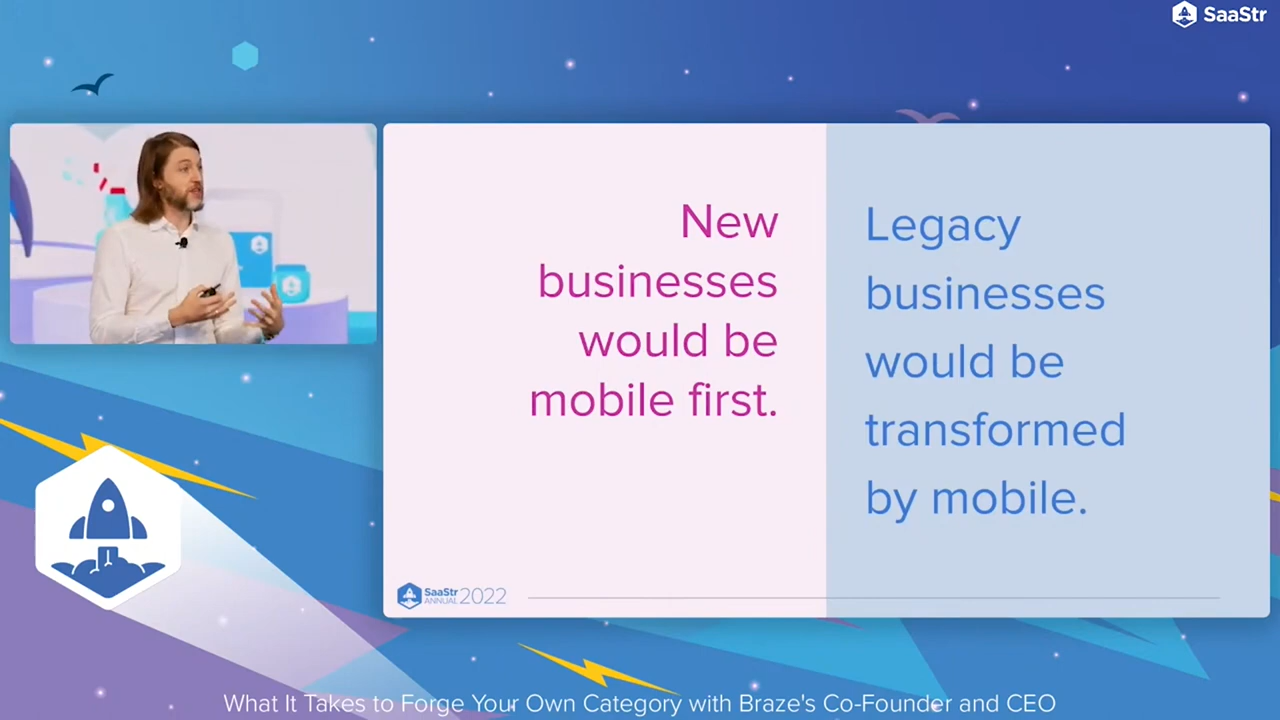 SaaStr
New
businesses
would be
mobile first.
Legacy
businesses
would be
transformed
by mobile.
SaaStr
ANNUAL 2022
What It Takes to Forge Your Own Category with Braze's Co-Founder and CEO